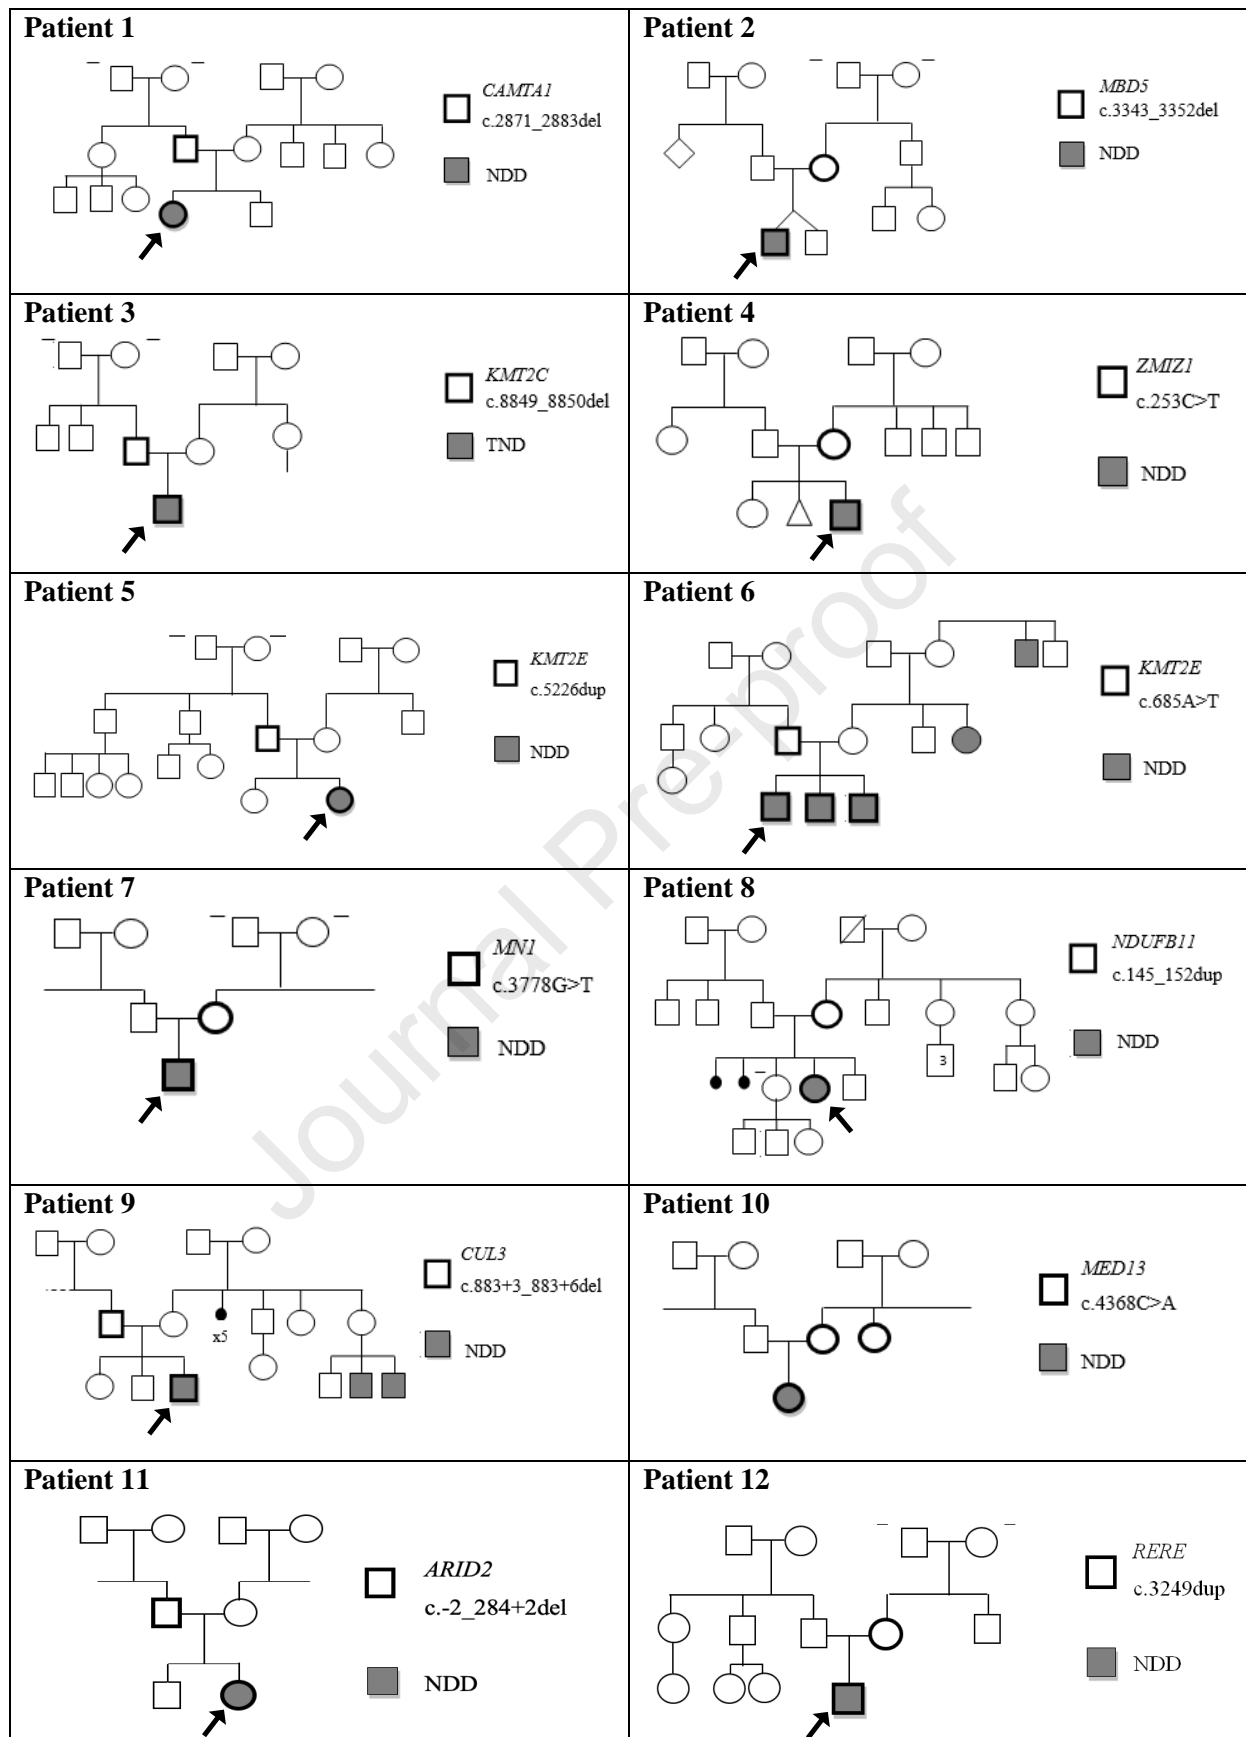 Patient 1
CAMTA1
c.2871_2883del
NDD
Patient 2
MBD5
c.3343_3352del
NDD
Patient 3
KMT2C
c.8849_8850del
TND
Patient 4
ZMIZ1
c.253C>T
NDD
Patient 5
KMT2E
c.5226dup
NDD
Patient 6
KMT2E
c.685A>T
NDD
Patient 7
MN1
c.3778G>T
NDD
Patient 8
NDUFB11
c.145_152dup
NDD
3
Patient 9
CUL3
c.883+3_883+6del
x5
NDD
Patient 10
MED13
c.4368C>A
NDD
Patient 11
ARID2
c.-2_284+2del
NDD
Patient 12
RERE
c.3249dup
NDD
Journal Pre-proof